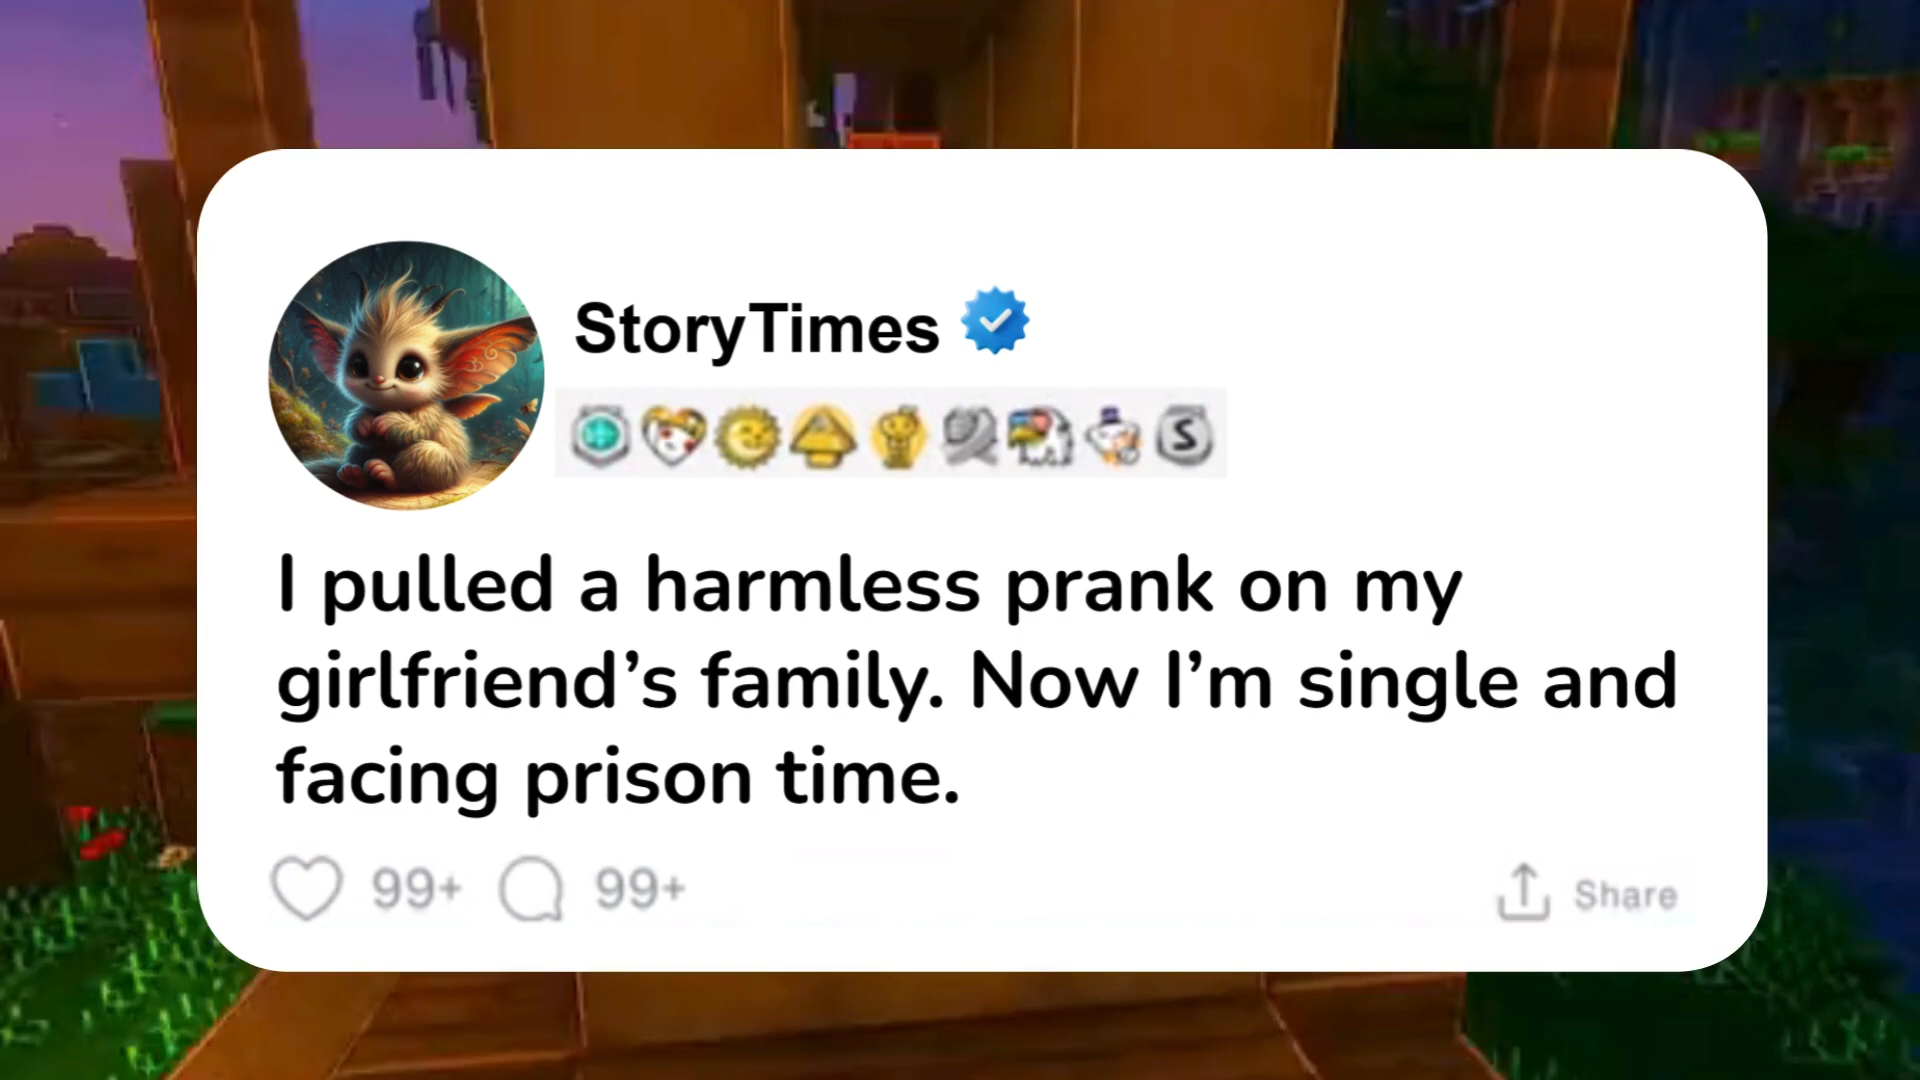 StoryTimes
I pulled a harmless prank on my
girlfriend’s family. Now I’m single and
facing prison time.
99+ 99+ Share